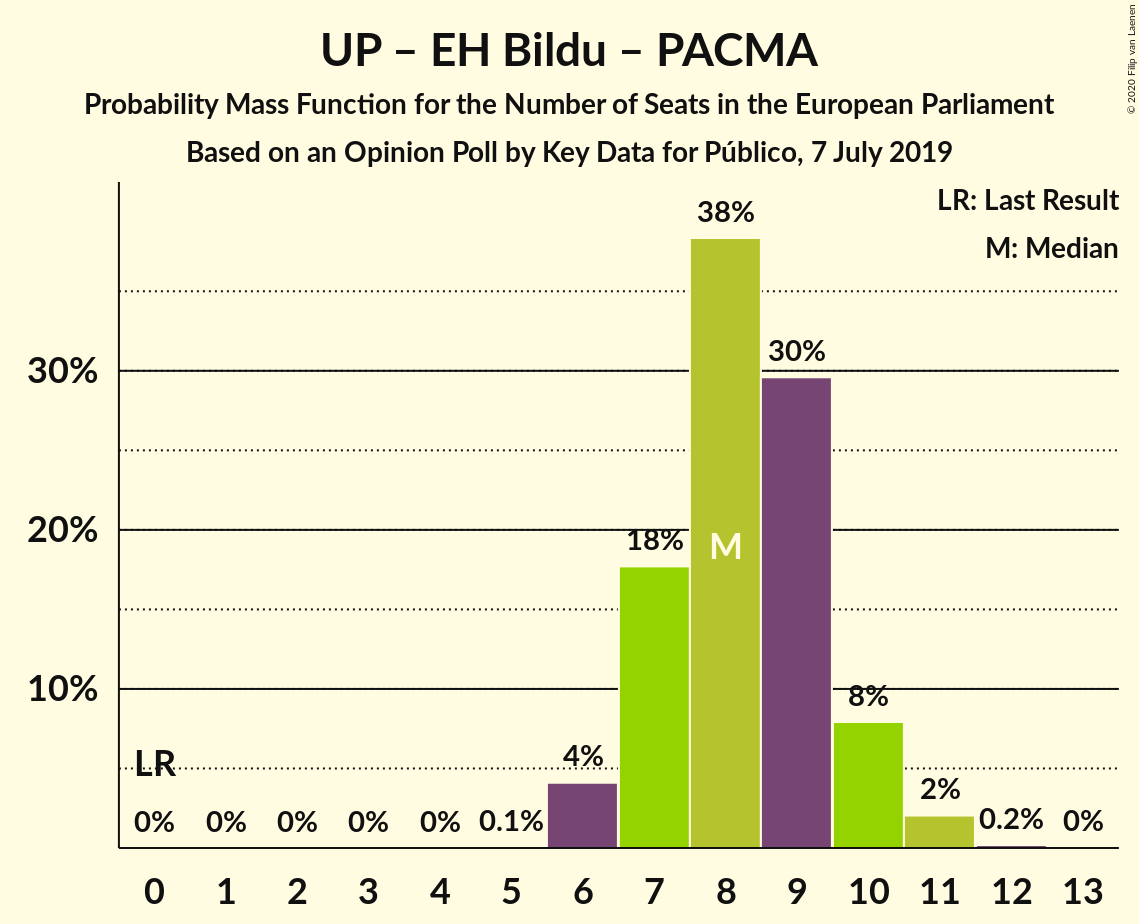 UP – EH Bildu – PACMA
Probability Mass Function for the Number of Seats in the European Parliament
Based on an Opinion Poll by Key Data for Público, 7 July 2019
© 2020 Filip van Laenen
LR: Last Result
M: Median
38%
30%
30%
20%
18%
M
10%
8%
LR
4%
2%
0% 0% 0% 0% 0% 0.1% 0.2% 0%
0 1 2 3 4 5 6 7 8 9 10 11 12 13